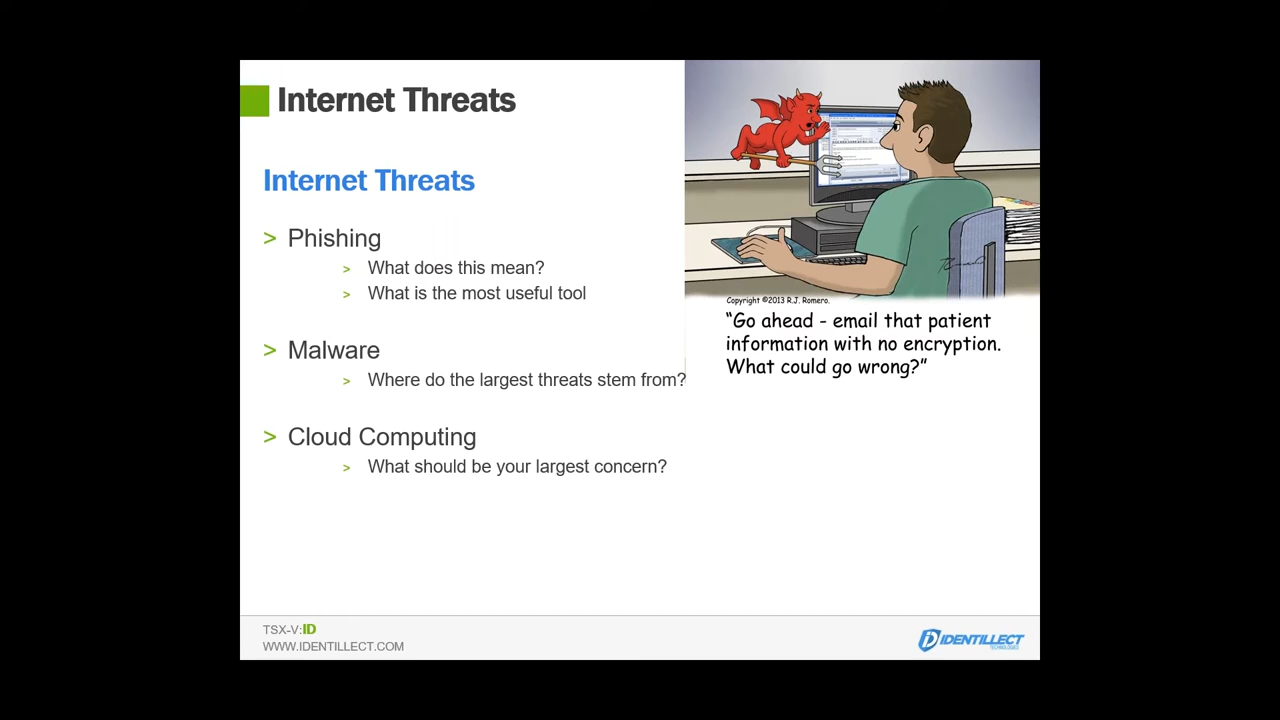 Internet Threats
Internet Threats
> Phishing
> What does this mean?
> What is the most useful tool
> Malware
> Where do the largest threats stem from?
> Cloud Computing
> What should be your largest concern?
Copyright ©2013 R.J. Romero.
“Go ahead - email that patient
information with no encryption.
What could go wrong?”
TSX-V:ID
WWW.IDENTILLECT.COM
ID IDENTILLECT
TECHNOLOGIES